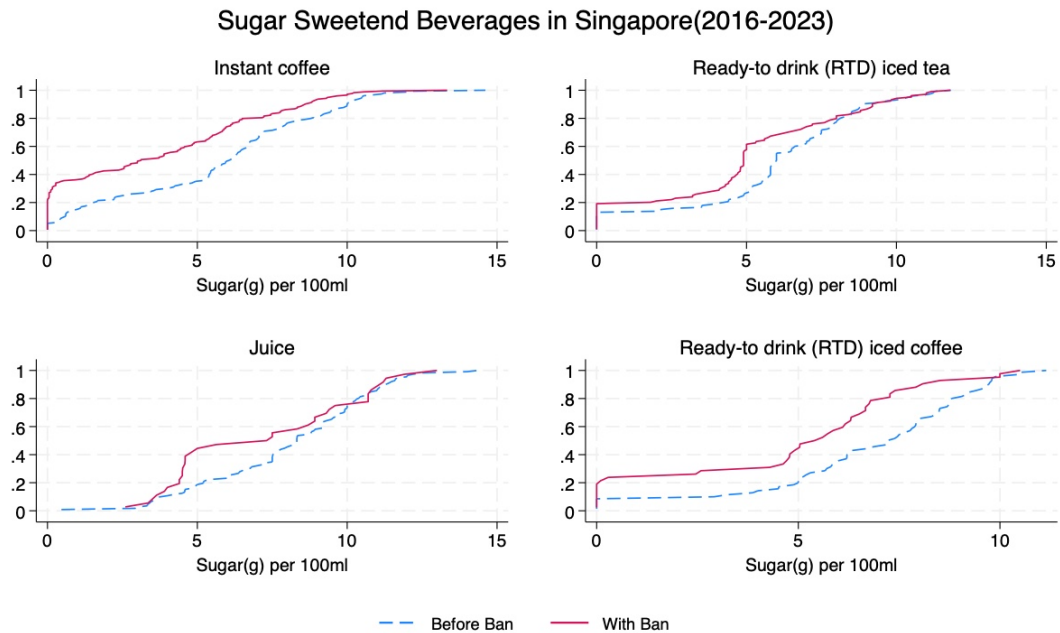 Sugar Sweetend Beverages in Singapore(2016-2023)
Instant coffee
1
.8
.6
.4
.2
0
0 5 10 15
Sugar(g) per 100ml
Ready-to drink (RTD) iced tea
1
.8
.6
.4
.2
0
0 5 10 15
Sugar(g) per 100ml
Juice
1
.8
.6
.4
.2
0
0 5 10 15
Sugar(g) per 100ml
Ready-to drink (RTD) iced coffee
1
.8
.6
.4
.2
0
0 5 10
Sugar(g) per 100ml
Before Ban With Ban